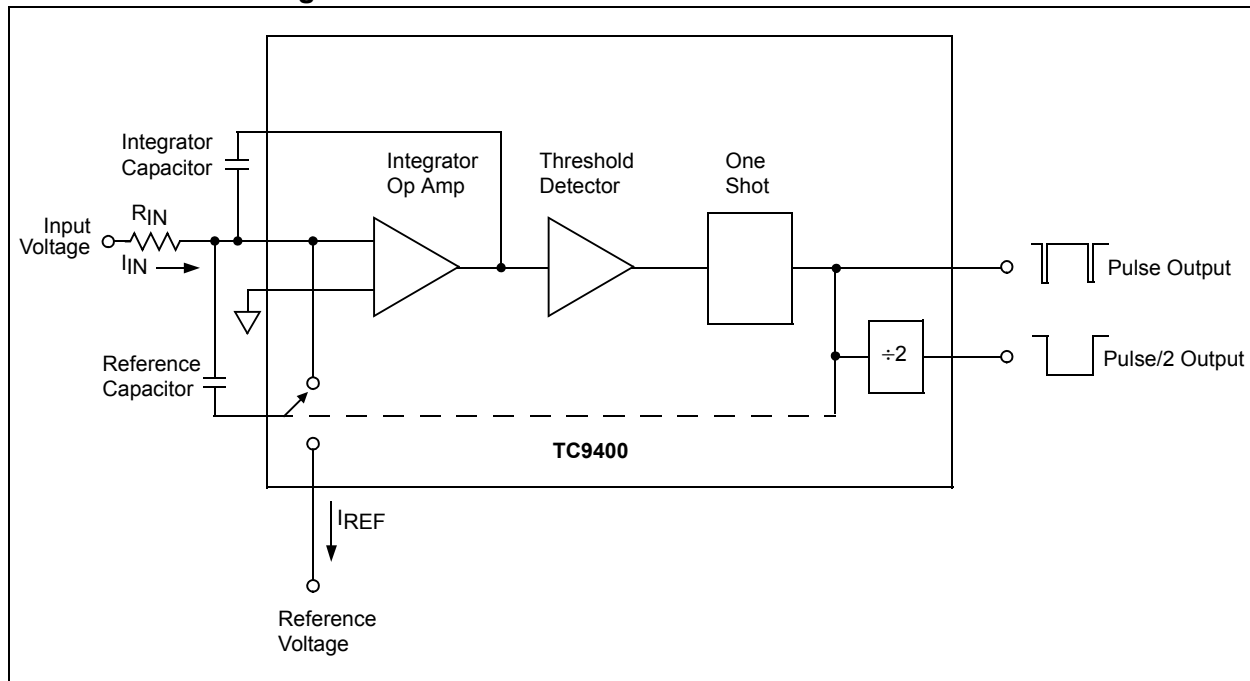 Integrator
Capacitor
Integrator
Op Amp
Threshold
Detector
One
Shot
Input
Voltage
RIN
IIN
Pulse Output
÷2
Pulse/2 Output
Reference
Capacitor
TC9400
IREF
Reference
Voltage